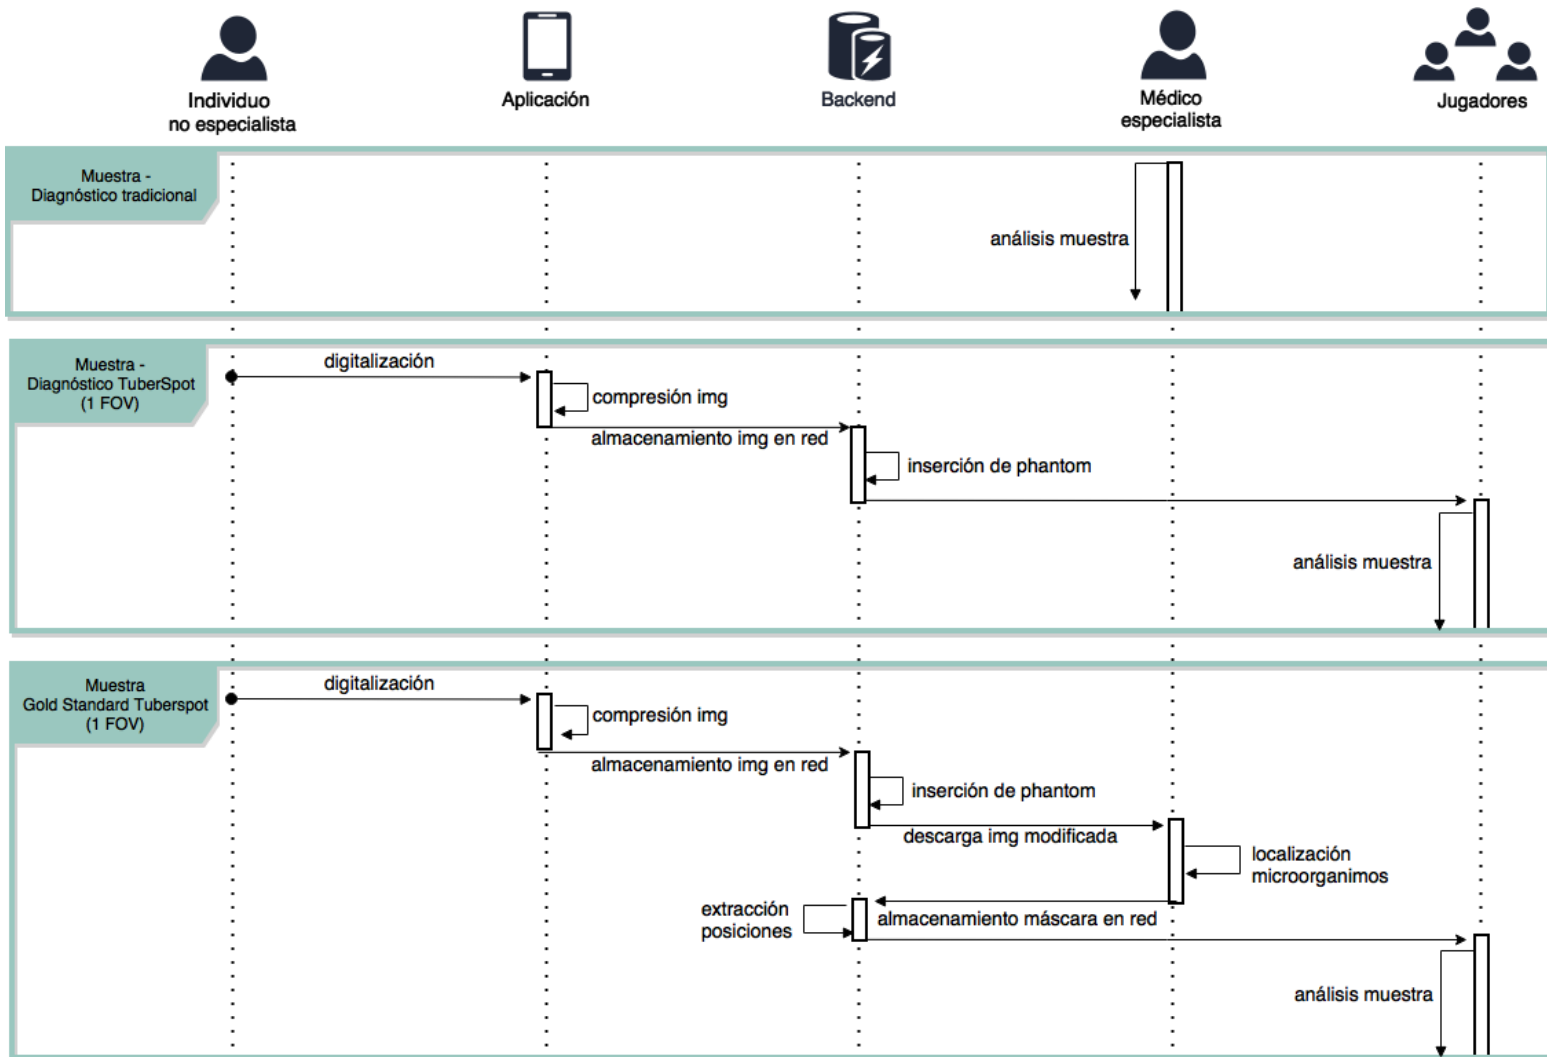 Individuo
no especialista
Aplicación
Backend
Médico
especialista
Jugadores
Muestra -
Diagnóstico tradicional
análisis muestra
Muestra -
Diagnóstico TuberSpot
(1 FOV)
digitalización
compresión img
almacenamiento img en red
inserción de phantom
análisis muestra
Muestra
Gold Standard Tuberspot
(1 FOV)
digitalización
compresión img
almacenamiento img en red
inserción de phantom
descarga img modificada
localización
microorganimos
extracción
posiciones
almacenamiento máscara en red
análisis muestra